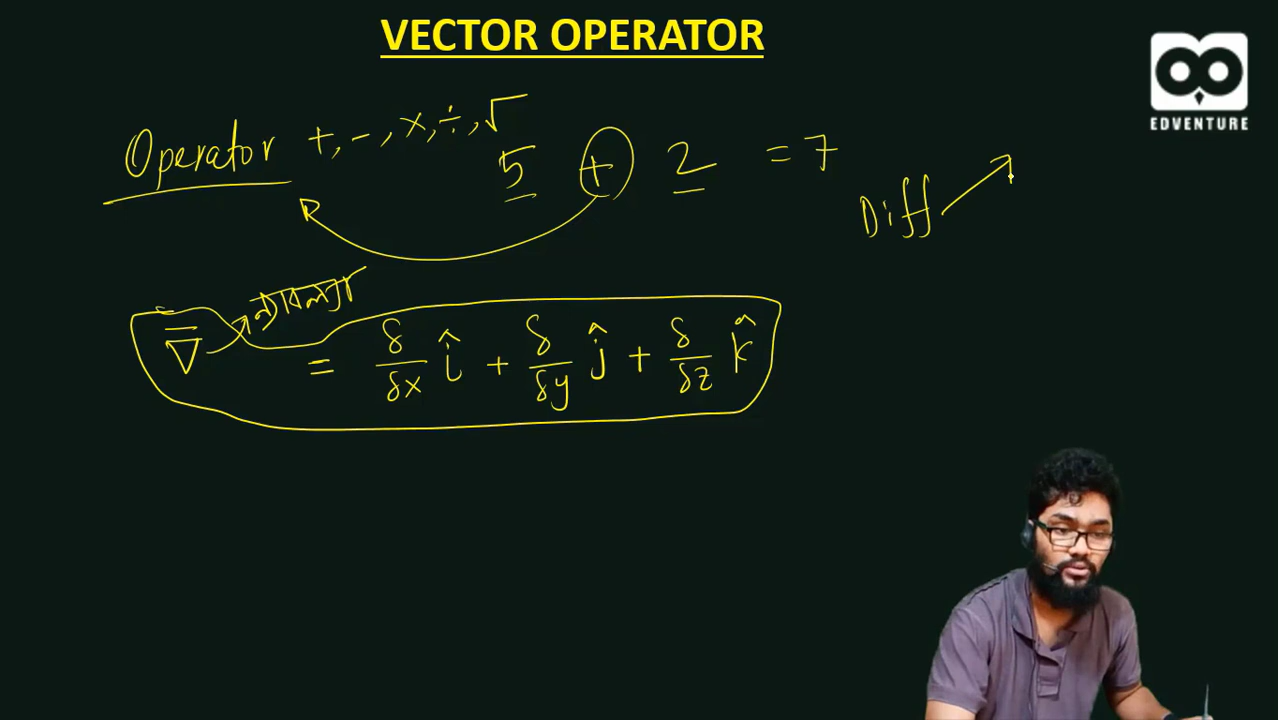 VECTOR OPERATOR
EDVENTURE
Operator +, -, ×, ÷, √
5 + 2 = 7
Diff
ন্যাবলার
∇̅ = δ/δx î + δ/δy ĵ + δ/δz k̂